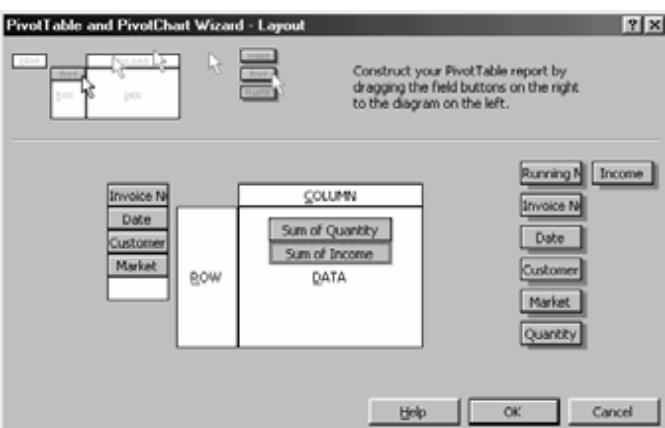 PivotTable and PivotChart Wizard - Layout
Construct your PivotTable report by
dragging the field buttons on the right
to the diagram on the left.
Invoice N
Date
Customer
Market
COLUMN
ROW
Sum of Quantity
Sum of Income
DATA
Running N
Income
Invoice N
Date
Customer
Market
Quantity
Help
OK
Cancel